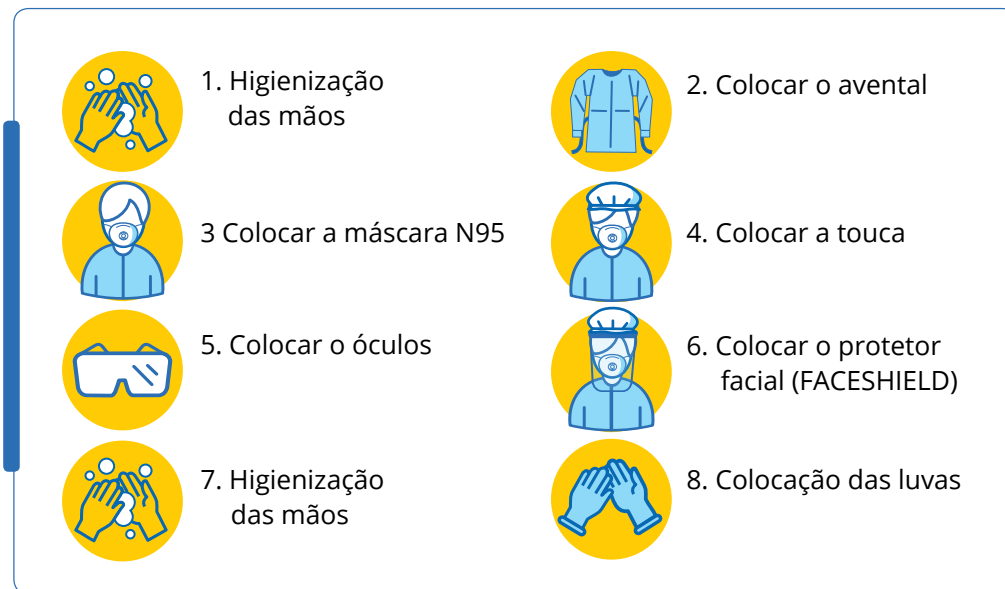 1. Higienização
das mãos
2. Colocar o avental
3 Colocar a máscara N95
4. Colocar a touca
5. Colocar o óculos
6. Colocar o protetor
facial (FACESHIELD)
7. Higienização
das mãos
8. Colocação das luvas